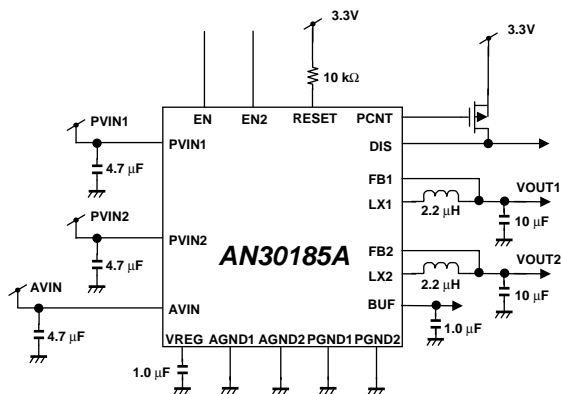 3.3V
3.3V
10 kΩ
EN
EN2
RESET
PCNT
PVIN1
PVIN1
4.7 μF
DIS
FB1
VOUT1
LX1
2.2 μH
10 μF
PVIN2
PVIN2
4.7 μF
AN30185A
FB2
VOUT2
LX2
2.2 μH
10 μF
AVIN
AVIN
BUF
4.7 μF
1.0 μF
VREG
AGND1
AGND2
PGND1
PGND2
1.0 μF